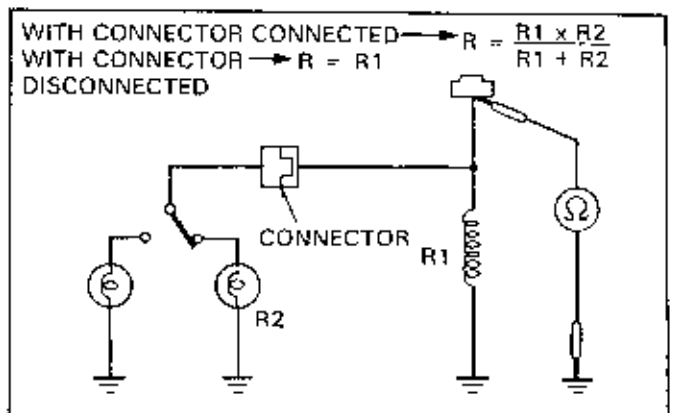 WITH CONNECTOR CONNECTED → R = R1 x R2 / R1 + R2
WITH CONNECTOR → R = R1
DISCONNECTED
CONNECTOR
Ω
R1
R2